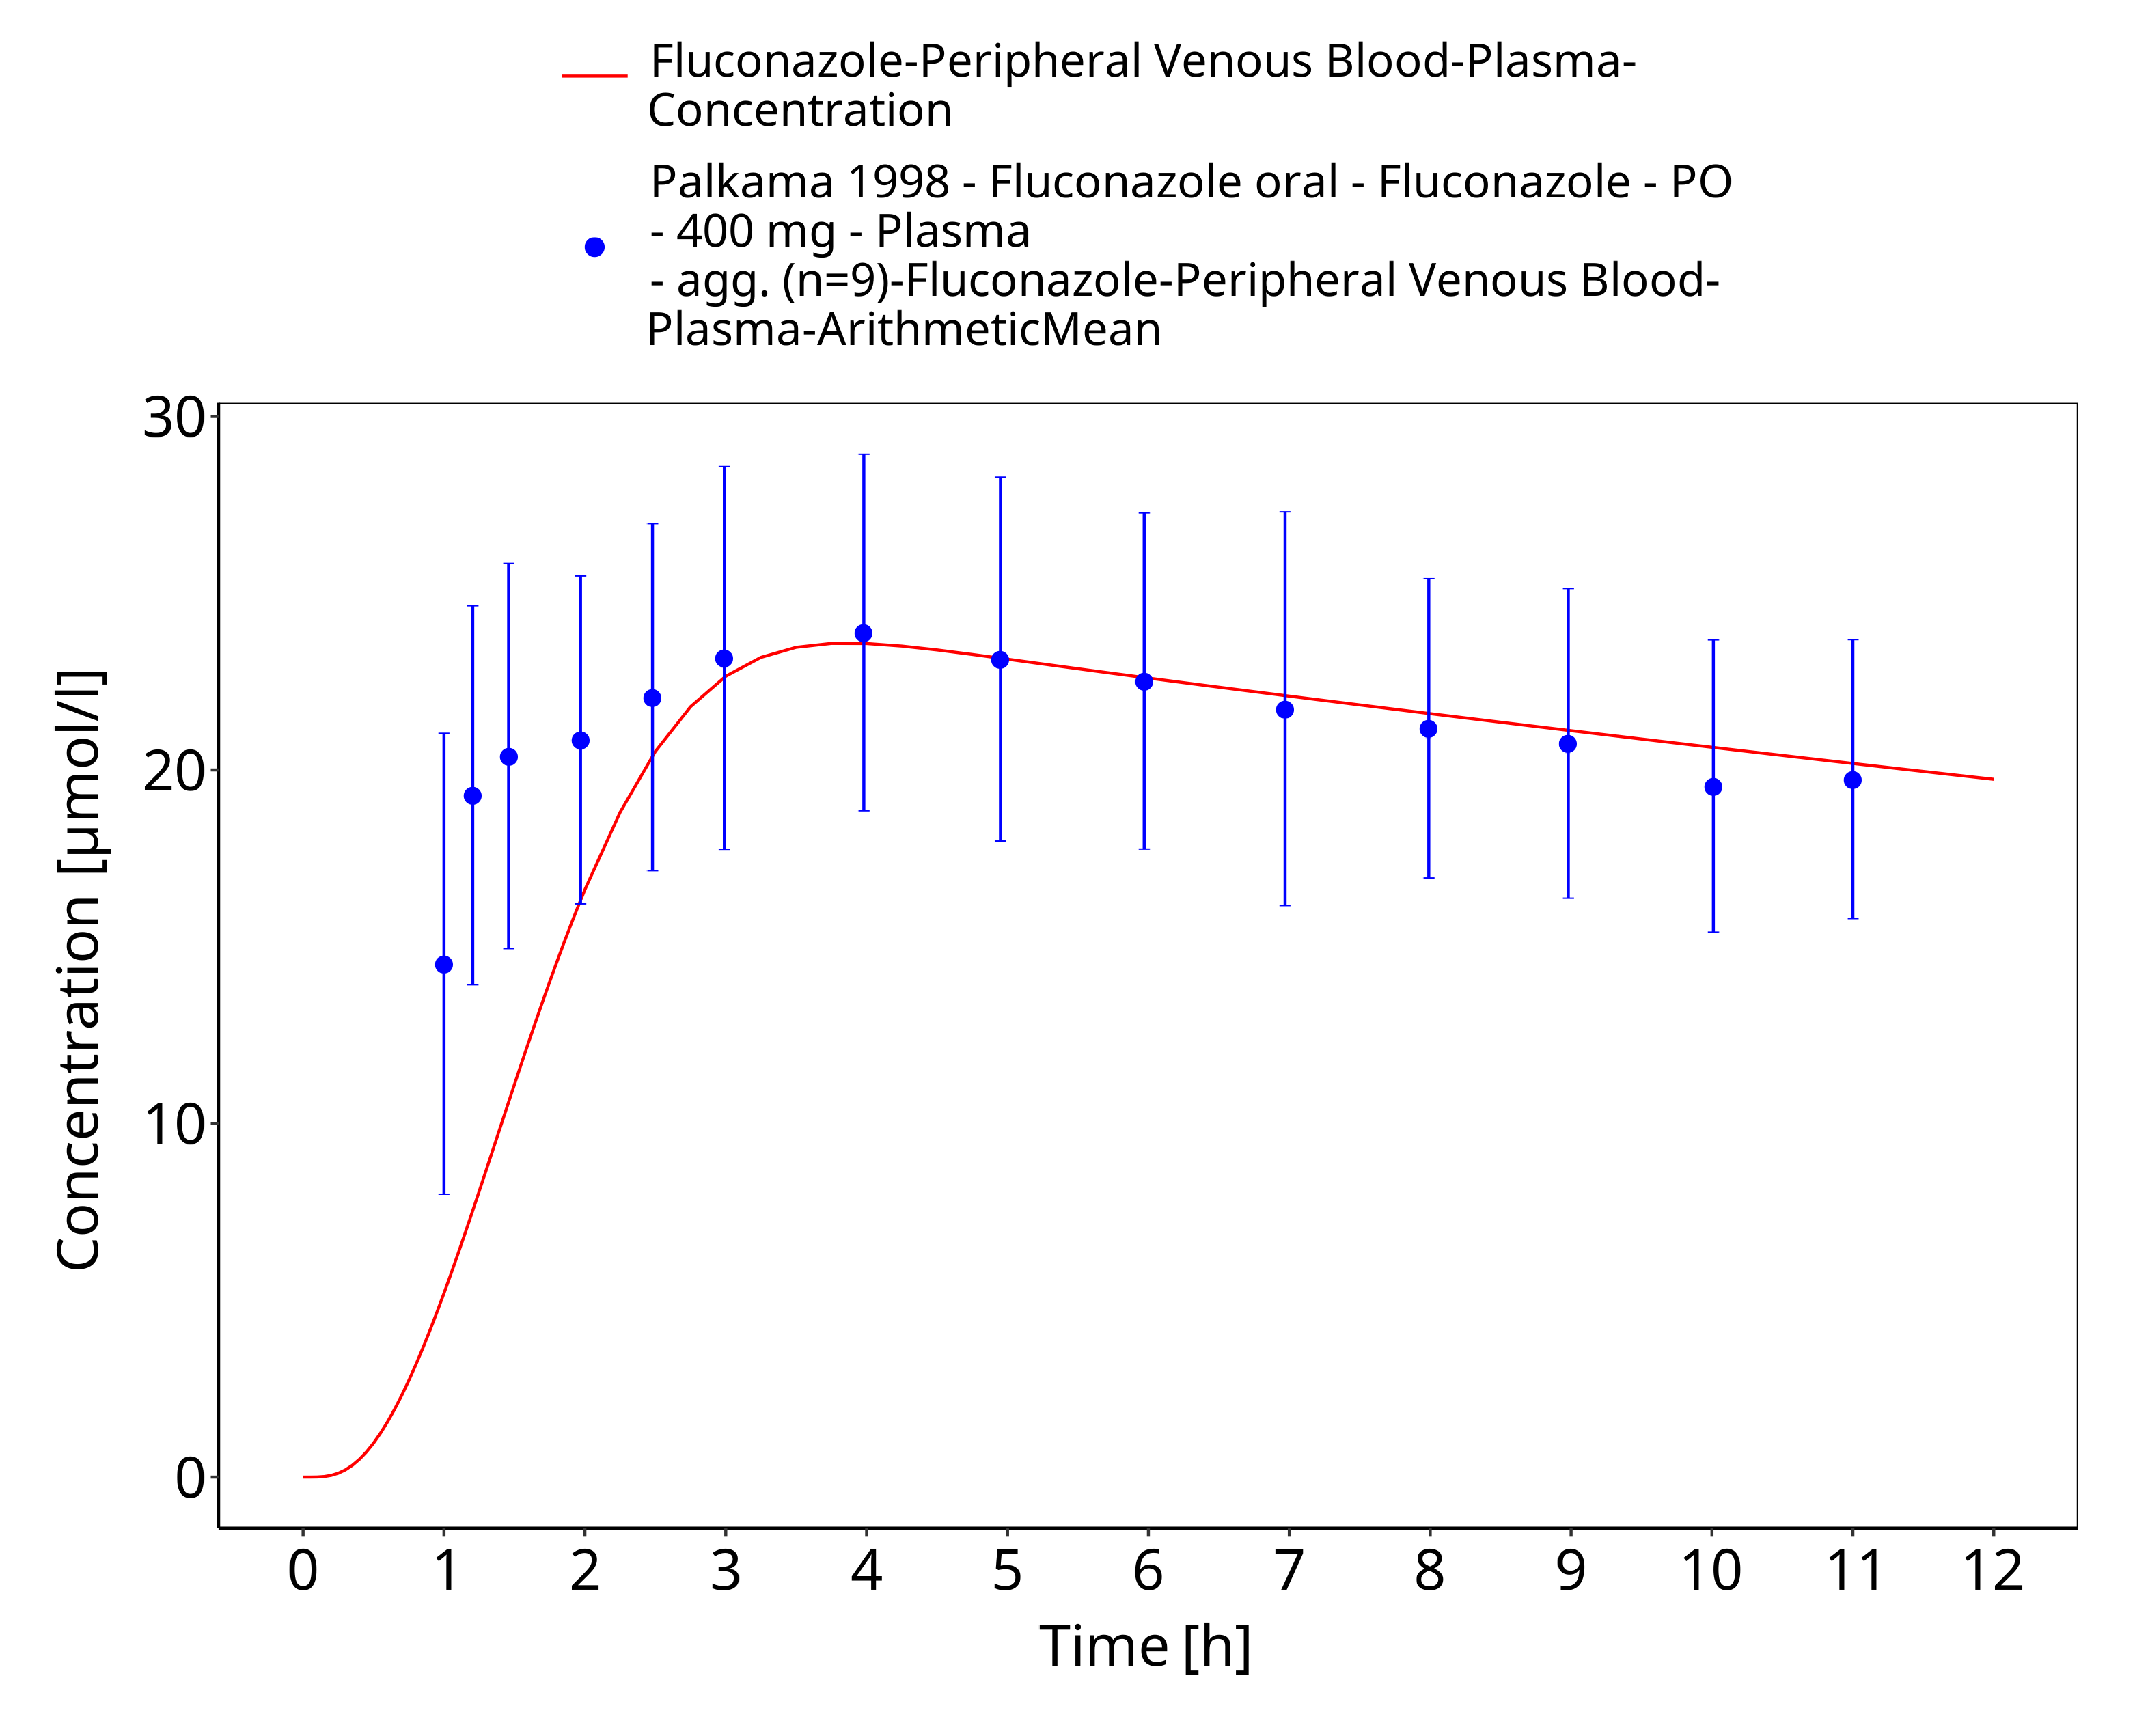 Fluconazole-Peripheral Venous Blood-Plasma-
Concentration
Palkama 1998 - Fluconazole oral - Fluconazole - PO
- 400 mg - Plasma
- agg. (n=9)-Fluconazole-Peripheral Venous Blood-
Plasma-ArithmeticMean
Concentration [µmol/l]
30
20
10
0
0 1 2 3 4 5 6 7 8 9 10 11 12
Time [h]